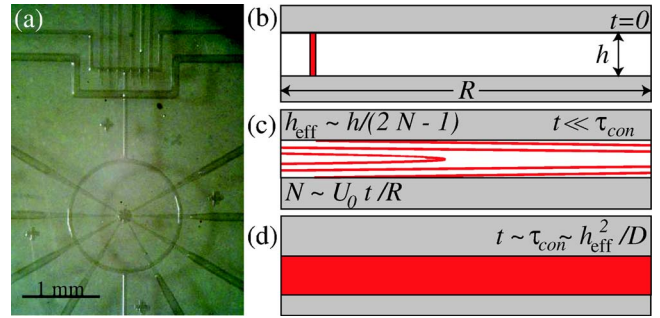 (a)
1 mm
(b)
t=0
h
R
(c)
h_eff ~ h/(2 N - 1)
t ≪ τ_con
N ~ U_0 t/R
(d)
t ~ τ_con ~ h_eff^2 /D